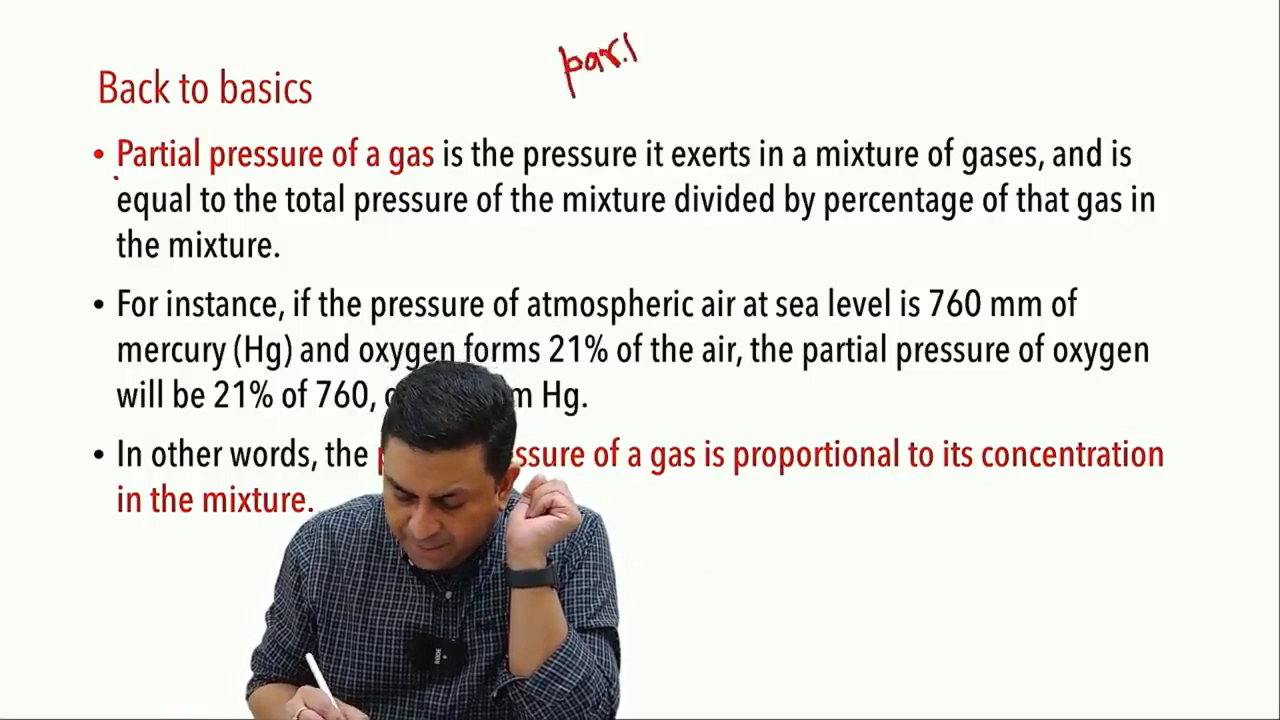 par.
Back to basics
• Partial pressure of a gas is the pressure it exerts in a mixture of gases, and is
equal to the total pressure of the mixture divided by percentage of that gas in
the mixture.
• For instance, if the pressure of atmospheric air at sea level is 760 mm of
mercury (Hg) and oxygen forms 21% of the air, the partial pressure of oxygen
will be 21% of 760, Hg.
• In other words, the of a gas is proportional to its concentration
in the mixture.
RODE